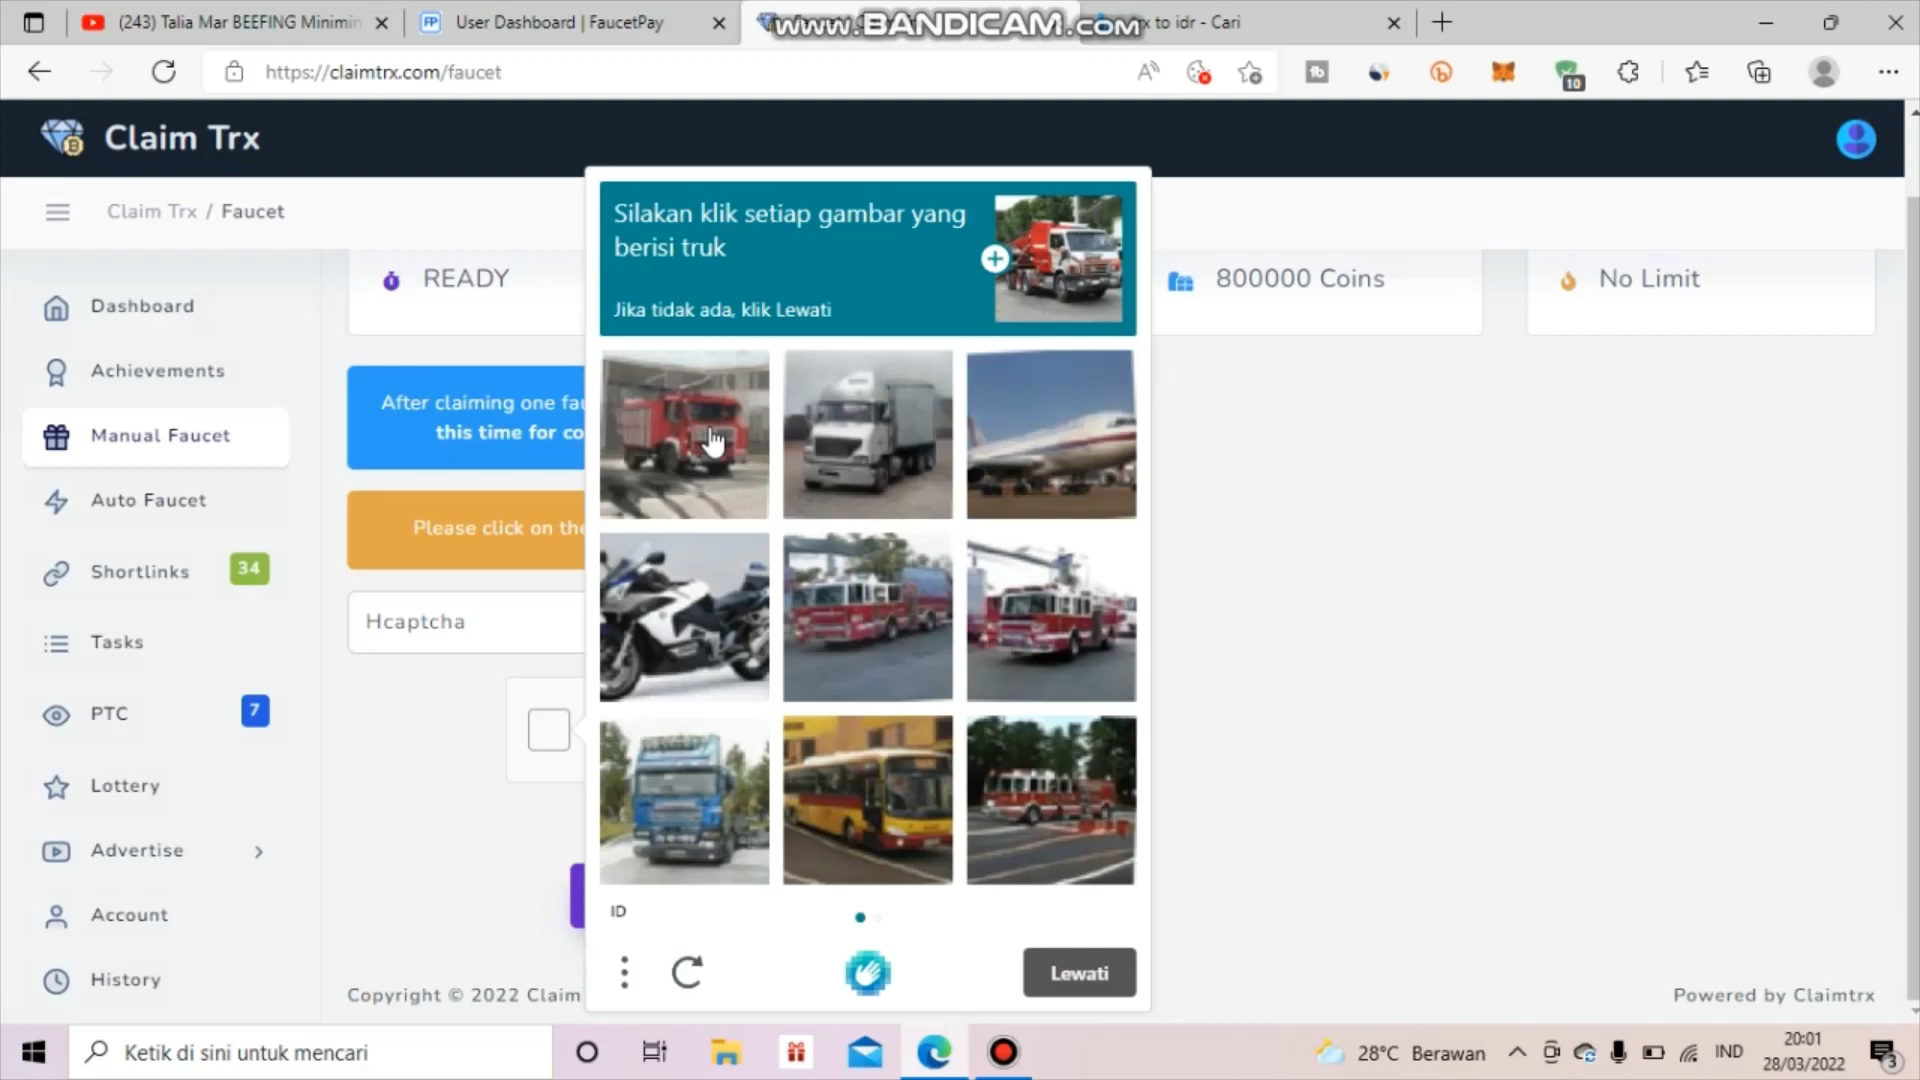 (243) Talia Mar BEEFING Minimin
User Dashboard | FaucetPay
www.BANDICAM.com
x to idr - Cari
https://claimtrx.com/faucet
10
Claim Trx
Claim Trx / Faucet
Dashboard
Achievements
Manual Faucet
Auto Faucet
Shortlinks
34
Tasks
PTC
7
Lottery
Advertise
Account
History
READY
800000 Coins
No Limit
After claiming one fau
this time for co
Please click on the
Hcaptcha
Silakan klik setiap gambar yang
berisi truk
Jika tidak ada, klik Lewati
ID
Lewati
Copyright © 2022 Claim
Powered by Claimtrx
Ketik di sini untuk mencari
28°C Berawan
IND
20:01
28/03/2022
3